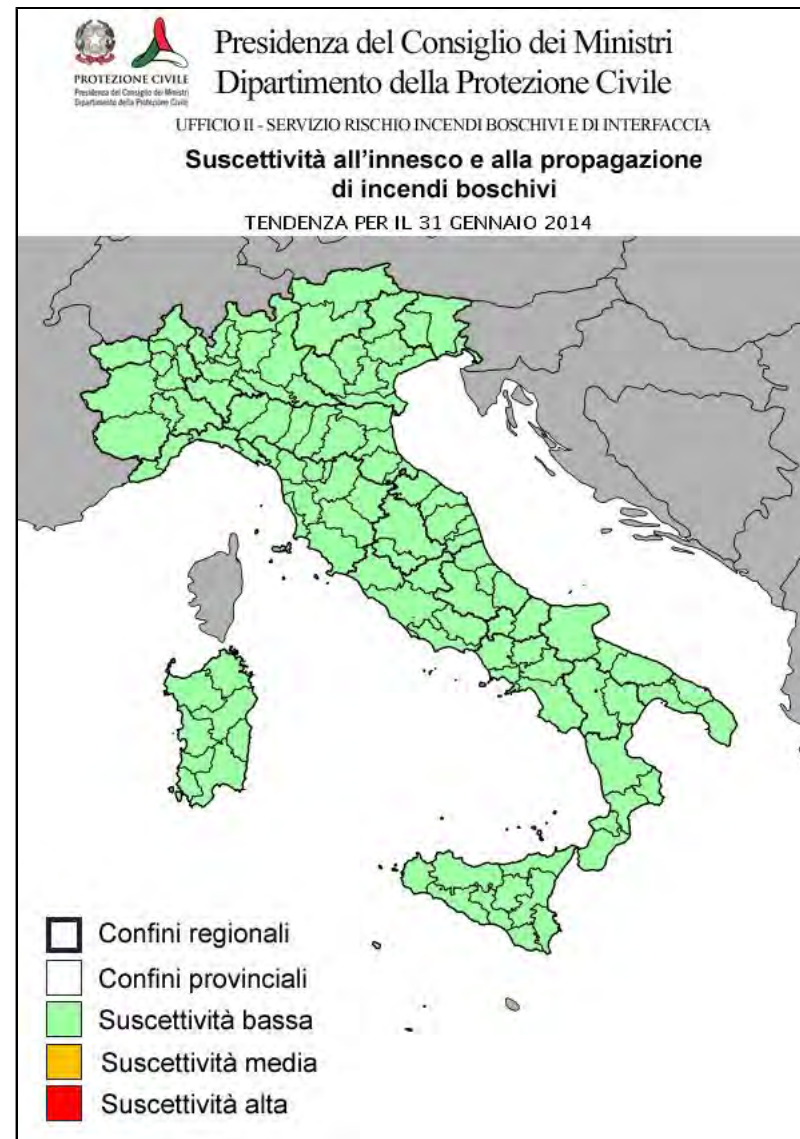 Presidenza del Consiglio dei Ministri
Dipartimento della Protezione Civile
PROTEZIONE CIVILE
Presidenza del Consiglio dei Ministri
Dipartimento della Protezione Civile
UFFICIO II - SERVIZIO RISCHIO INCENDI BOSCHIVI E DI INTERFACCIA
Suscettività all'innesco e alla propagazione
di incendi boschivi
TENDENZA PER IL 31 GENNAIO 2014
Confini regionali
Confini provinciali
Suscettività bassa
Suscettività media
Suscettività alta